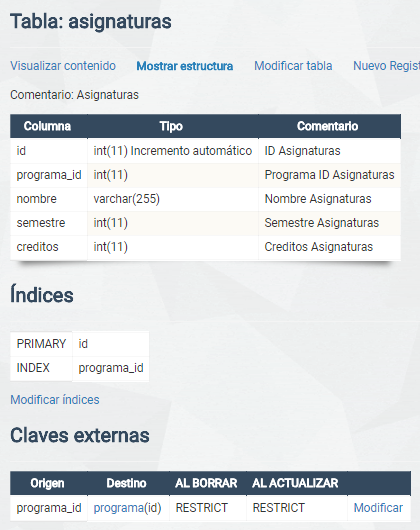 Tabla: asignaturas
Visualizar contenido Mostrar estructura Modificar tabla Nuevo Regist
Comentario: Asignaturas
Columna Tipo Comentario
id int(11) Incremento automático ID Asignaturas
programa_id int(11) Programa ID Asignaturas
nombre varchar(255) Nombre Asignaturas
semestre int(11) Semestre Asignaturas
creditos int(11) Creditos Asignaturas
Índices
PRIMARY id
INDEX programa_id
Modificar índices
Claves externas
Origen Destino AL BORRAR AL ACTUALIZAR
programa_id programa(id) RESTRICT RESTRICT Modificar